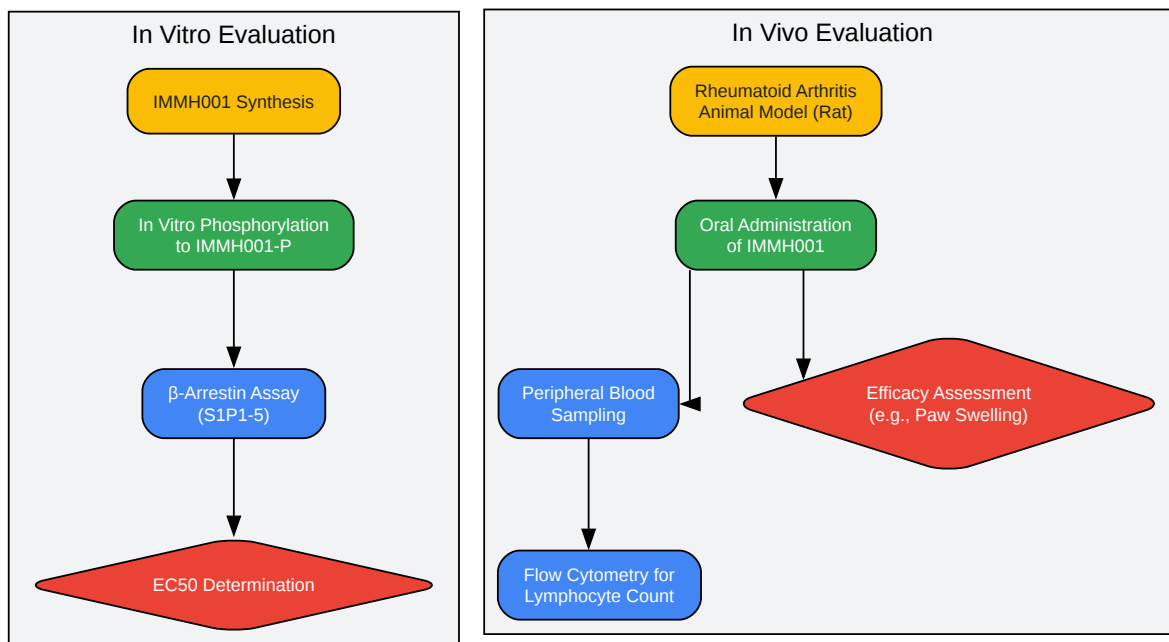 In Vitro Evaluation
IMMH001 Synthesis
In Vitro Phosphorylation
to IMMH001-P
β-Arrestin Assay
(S1P1-5)
EC50 Determination
In Vivo Evaluation
Rheumatoid Arthritis
Animal Model (Rat)
Oral Administration
of IMMH001
Peripheral Blood
Sampling
Efficacy Assessment
(e.g., Paw Swelling)
Flow Cytometry for
Lymphocyte Count